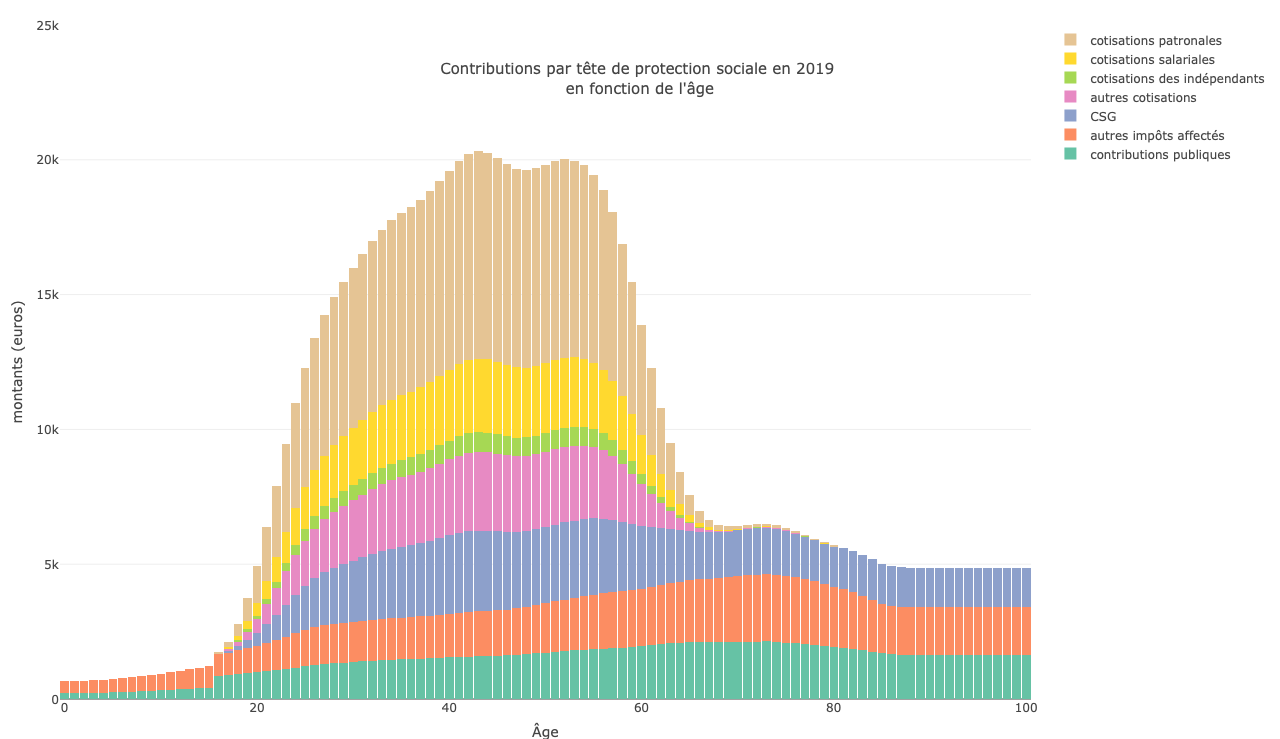 Contributions par tête de protection sociale en 2019
en fonction de l'âge
cotisations patronales
cotisations salariales
cotisations des indépendants
autres cotisations
CSG
autres impôts affectés
contributions publiques
montants (euros)
25k
20k
15k
10k
5k
0
0
20
40
60
80
100
Âge